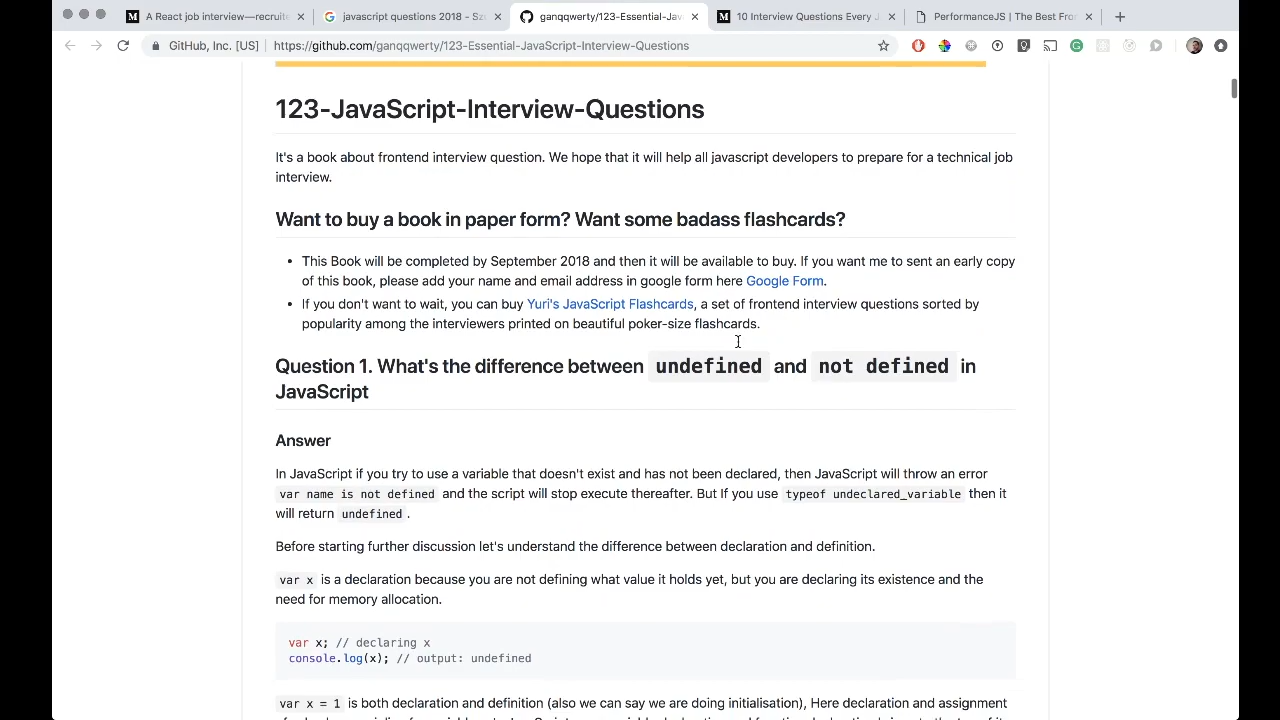 A React job interview—recruite
javascript questions 2018 - Szu
ganqqwerty/123-Essential-Java
10 Interview Questions Every J
PerformanceJS | The Best Fron
GitHub, Inc. [US]
https://github.com/ganqqwerty/123-Essential-JavaScript-Interview-Questions
123-JavaScript-Interview-Questions
It's a book about frontend interview question. We hope that it will help all javascript developers to prepare for a technical job
interview.
Want to buy a book in paper form? Want some badass flashcards?
This Book will be completed by September 2018 and then it will be available to buy. If you want me to sent an early copy
of this book, please add your name and email address in google form here Google Form.
If you don't want to wait, you can buy Yuri's JavaScript Flashcards, a set of frontend interview questions sorted by
popularity among the interviewers printed on beautiful poker-size flashcards.
Question 1. What's the difference between undefined and not defined in
JavaScript
Answer
In JavaScript if you try to use a variable that doesn't exist and has not been declared, then JavaScript will throw an error
var name is not defined and the script will stop execute thereafter. But If you use typeof undeclared_variable then it
will return undefined.
Before starting further discussion let's understand the difference between declaration and definition.
var x is a declaration because you are not defining what value it holds yet, but you are declaring its existence and the
need for memory allocation.
var x; // declaring x
console.log(x); // output: undefined
var x = 1 is both declaration and definition (also we can say we are doing initialisation), Here declaration and assignment